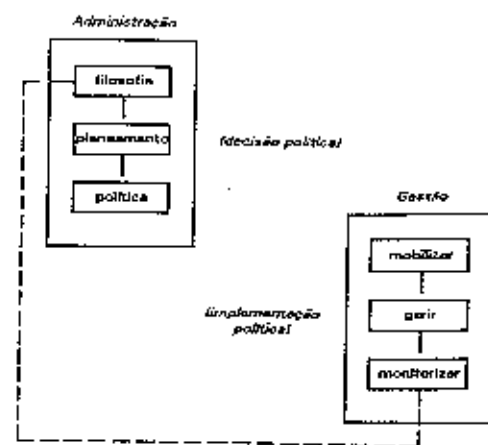 Administração
filosofia
planeamento
(decisão política)
política
Gestão
mobilizar
(implementação
política)
gerir
monitorizar